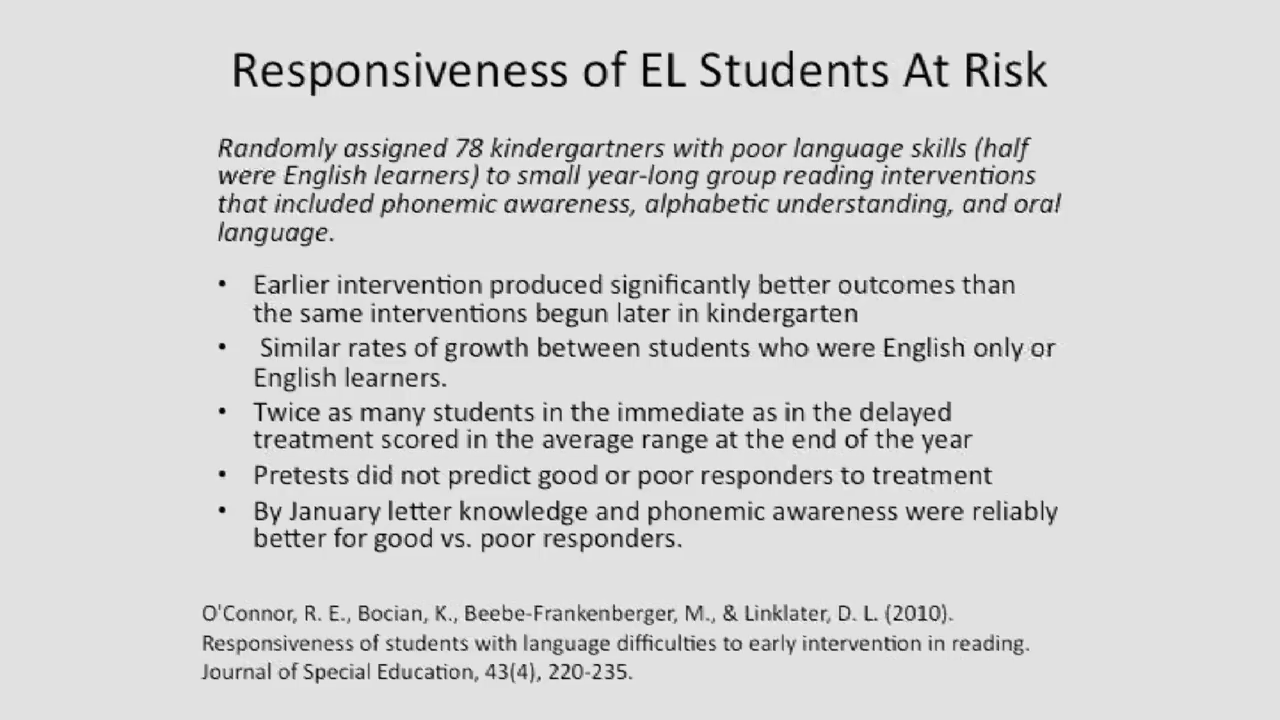 Responsiveness of EL Students At Risk
Randomly assigned 78 kindergartners with poor language skills (half
were English learners) to small year-long group reading interventions
that included phonemic awareness, alphabetic understanding, and oral
language.
• Earlier intervention produced significantly better outcomes than
the same interventions begun later in kindergarten
• Similar rates of growth between students who were English only or
English learners.
• Twice as many students in the immediate as in the delayed
treatment scored in the average range at the end of the year
• Pretests did not predict good or poor responders to treatment
• By January letter knowledge and phonemic awareness were reliably
better for good vs. poor responders.
O'Connor, R. E., Bocian, K., Beebe-Frankenberger, M., & Linklater, D. L. (2010).
Responsiveness of students with language difficulties to early intervention in reading.
Journal of Special Education, 43(4), 220-235.